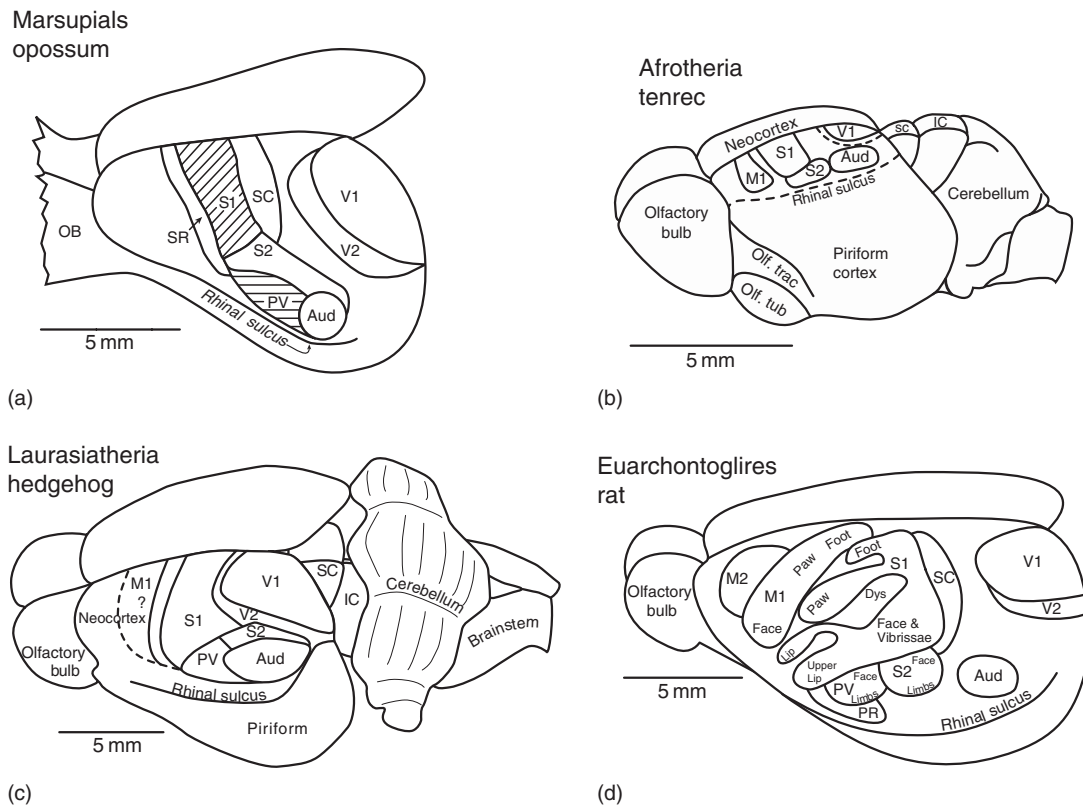 Marsupials
opossum
OB
SR
S1
SC
S2
PV
Aud
V1
V2
Rhinal sulcus
5 mm
(a)
Afrotheria
tenrec
Neocortex
M1
S1
S2
V1
Aud
sc
IC
Rhinal sulcus
Olfactory
bulb
Cerebellum
Piriform
cortex
Olf. trac
Olf. tub
5 mm
(b)
Laurasiatheria
hedgehog
M1
?
Neocortex
S1
V1
V2
S2
PV
Aud
SC
IC
Cerebellum
Brainstem
Olfactory
bulb
Rhinal sulcus
Piriform
5 mm
(c)
Euarchontoglires
rat
Olfactory
bulb
M2
M1
Paw Foot
Face
Foot
S1
SC
Paw
Dys
Face &
Vibrissae
Lip
Upper
Lip
Face
PV
Limbs
PR
Face
S2
Limbs
Aud
V1
V2
Rhinal sulcus
5 mm
(d)